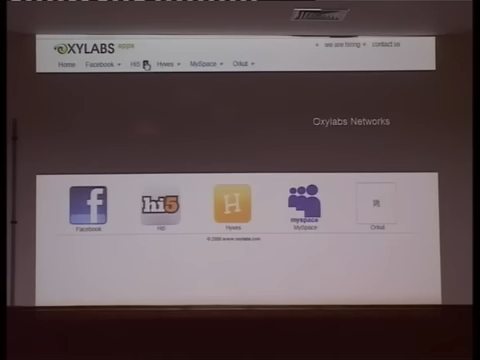 OXYLABS apps
we are hiring contact us
Home Facebook Hi5 Hyves MySpace Orkut
Oxylabs Networks
f hi5 H myspace
Facebook Hi5 Hyves MySpace Orkut